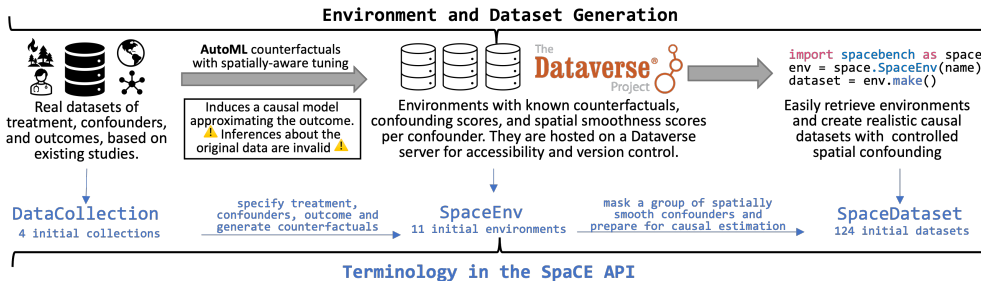 Environment and Dataset Generation
Real datasets of
treatment, confounders,
and outcomes, based on
existing studies.
AutoML counterfactuals
with spatially-aware tuning
Induces a causal model
approximating the outcome.
⚠ Inferences about the
original data are invalid ⚠
The
Dataverse®
Project
Environments with known counterfactuals,
confounding scores, and spatial smoothness scores
per confounder. They are hosted on a Dataverse
server for accessibility and version control.
import spacebench as space
env = space.SpaceEnv(name)
dataset = env.make()
Easily retrieve environments
and create realistic causal
datasets with controlled
spatial confounding
DataCollection
4 initial collections
specify treatment,
confounders, outcome and
generate counterfactuals
SpaceEnv
11 initial environments
mask a group of spatially
smooth confounders and
prepare for causal estimation
SpaceDataset
124 initial datasets
Terminology in the SpaCE API